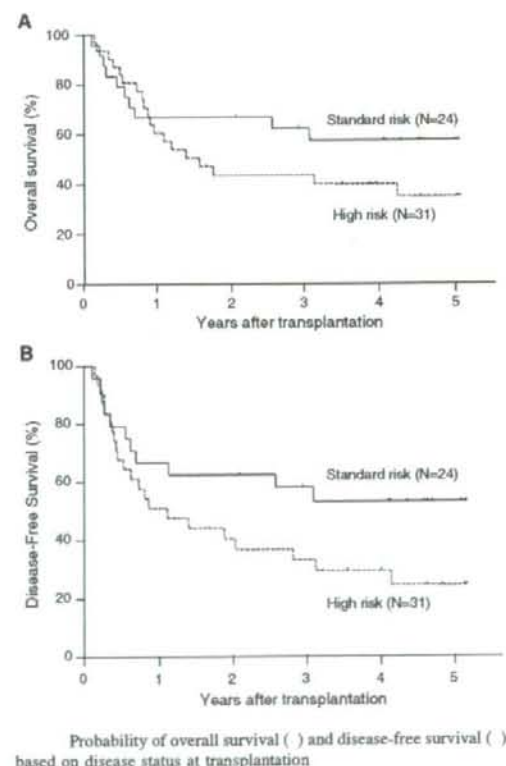 A
100
80
60
40
20
0
Overall survival (%)
Standard risk (N=24)
High risk (N=31)
0 1 2 3 4 5
Years after transplantation
B
100
80
60
40
20
0
Disease-Free Survival (%)
Standard risk (N=24)
High risk (N=31)
0 1 2 3 4 5
Years after transplantation
Probability of overall survival ( ) and disease-free survival ( )
based on disease status at transplantation